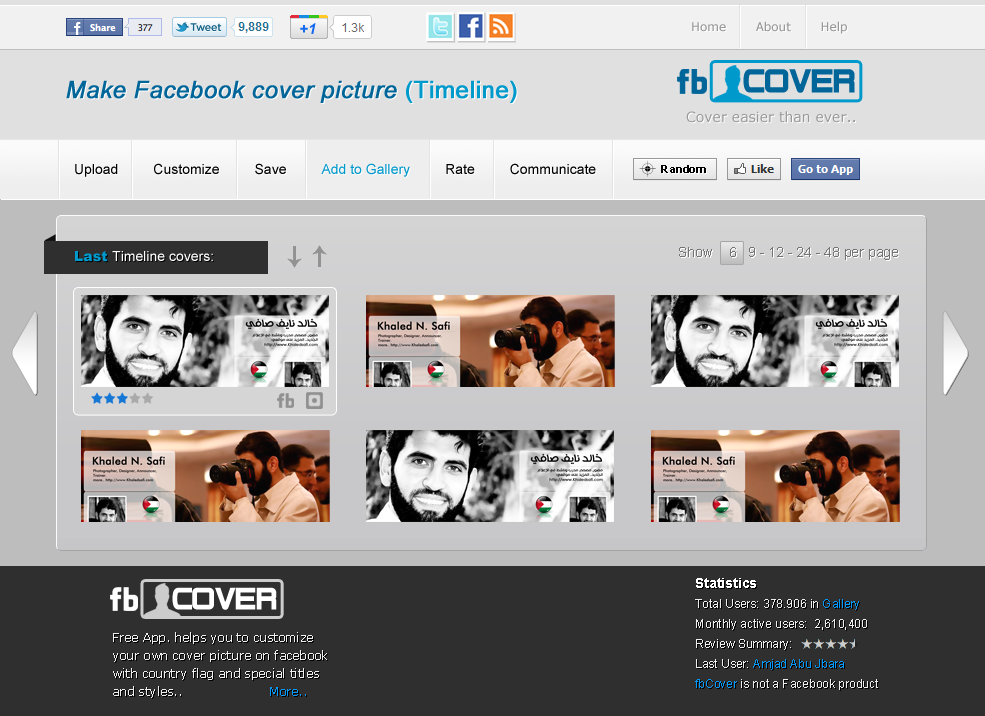 Share 377 Tweet 9,889 +1 1.3k Home About Help
Make Facebook cover picture (Timeline)
fb COVER
Cover easier than ever..
Upload Customize Save Add to Gallery Rate Communicate Random Like Go to App
Last Timeline covers:
Show 6 9 - 12 - 24 - 48 per page
خالد نايف صافي
Khaled N. Safi
Photographer, Designer, Announcer,
Trainer
more.. http://www.Khaledsafi.com
خالد نايف صافي
fb
Khaled N. Safi
Photographer, Designer, Announcer,
Trainer
more.. http://www.Khaledsafi.com
خالد نايف صافي
Khaled N. Safi
Photographer, Designer, Announcer,
Trainer
more.. http://www.Khaledsafi.com
fb COVER
Free App. helps you to customize
your own cover picture on facebook
with country flag and special titles
and styles.. More..
Statistics
Total Users: 378.906 in Gallery
Monthly active users: 2,610,400
Review Summary:
Last User: Amjad Abu Jbara
fbCover is not a Facebook product